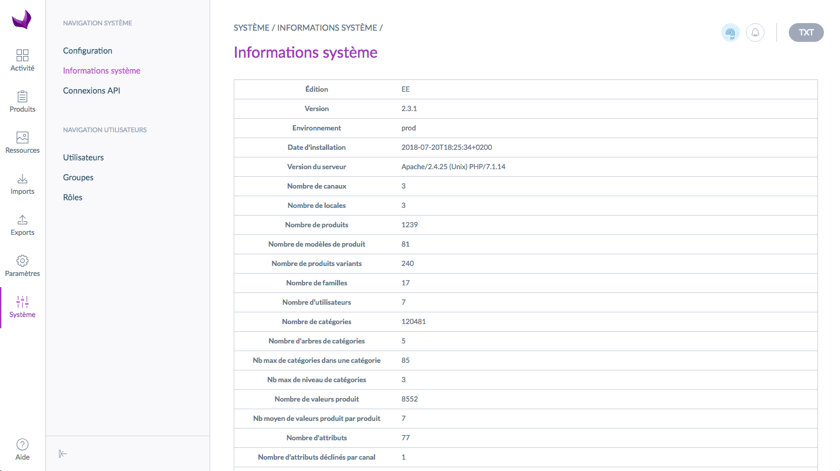 Activité
Produits
Ressources
Imports
Exports
Paramètres
Système
Aide
NAVIGATION SYSTÈME
Configuration
Informations système
Connexions API
NAVIGATION UTILISATEURS
Utilisateurs
Groupes
Rôles
SYSTÈME / INFORMATIONS SYSTÈME /
TXT
Informations système
Édition EE
Version 2.3.1
Environnement prod
Date d'installation 2018-07-20T18:25:34+0200
Version du serveur Apache/2.4.25 (Unix) PHP/7.1.14
Nombre de canaux 3
Nombre de locales 3
Nombre de produits 1239
Nombre de modèles de produit 81
Nombre de produits variants 240
Nombre de familles 17
Nombre d'utilisateurs 7
Nombre de catégories 120481
Nombre d'arbres de catégories 5
Nb max de catégories dans une catégorie 85
Nb max de niveau de catégories 3
Nombre de valeurs produit 8552
Nb moyen de valeurs produit par produit 7
Nombre d'attributs 77
Nombre d'attributs déclinés par canal 1